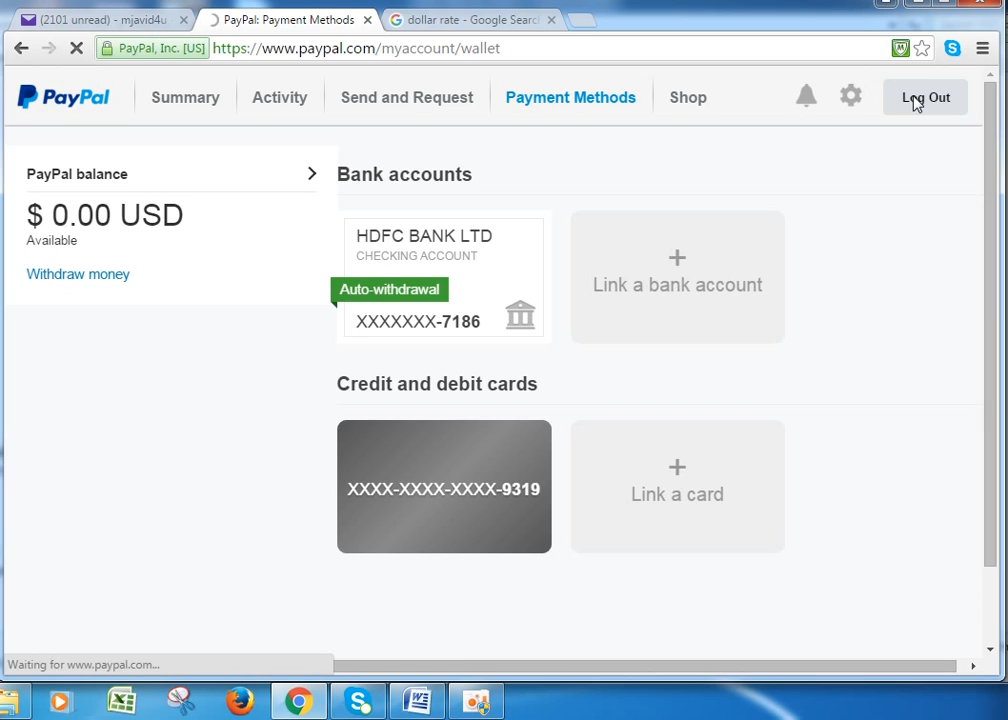 (2101 unread) - mjavid4u
PayPal: Payment Methods
dollar rate - Google Search
PayPal, Inc. [US]
https://www.paypal.com/myaccount/wallet
PayPal
Summary
Activity
Send and Request
Payment Methods
Shop
Log Out
PayPal balance
$ 0.00 USD
Available
Withdraw money
Bank accounts
HDFC BANK LTD
CHECKING ACCOUNT
Auto-withdrawal
XXXXXXX-7186
+
Link a bank account
Credit and debit cards
XXXX-XXXX-XXXX-9319
+
Link a card
Waiting for www.paypal.com...